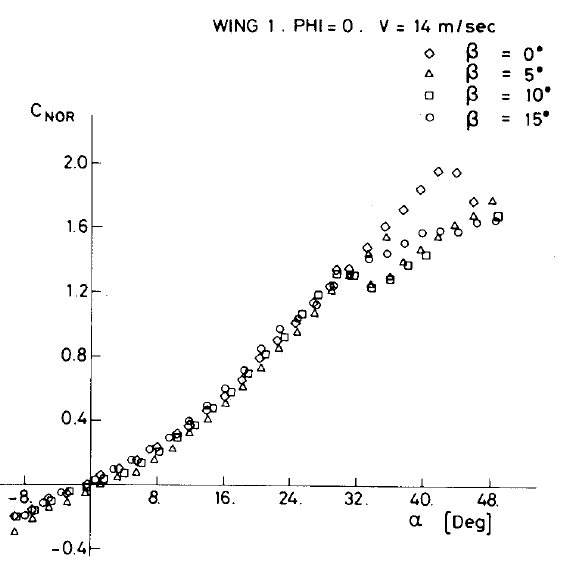 WING 1. PHI = 0. V = 14 m/sec
β = 0°
β = 5°
β = 10°
β = 15°
C NOR
2.0
1.6
1.2
0.8
0.4
-8. 8. 16. 24. 32. 40. 48.
α [Deg]
-0.4